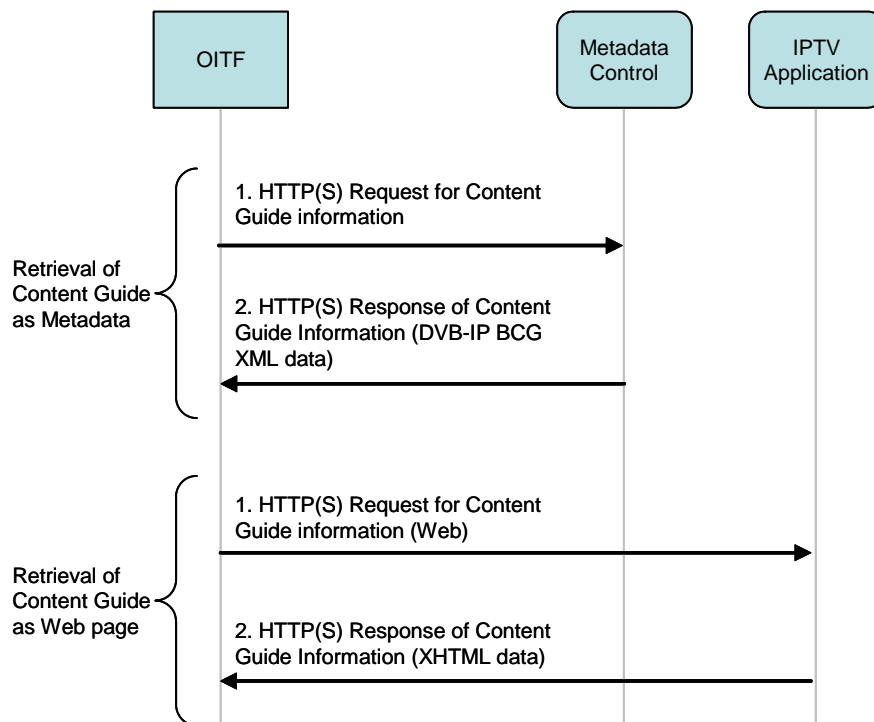 OITF
Metadata
Control
IPTV
Application
1. HTTP(S) Request for Content
Guide information
Retrieval of
Content Guide
as Metadata
2. HTTP(S) Response of Content
Guide Information (DVB-IP BCG
XML data)
1. HTTP(S) Request for Content
Guide information (Web)
Retrieval of
Content Guide
as Web page
2. HTTP(S) Response of Content
Guide Information (XHTML data)